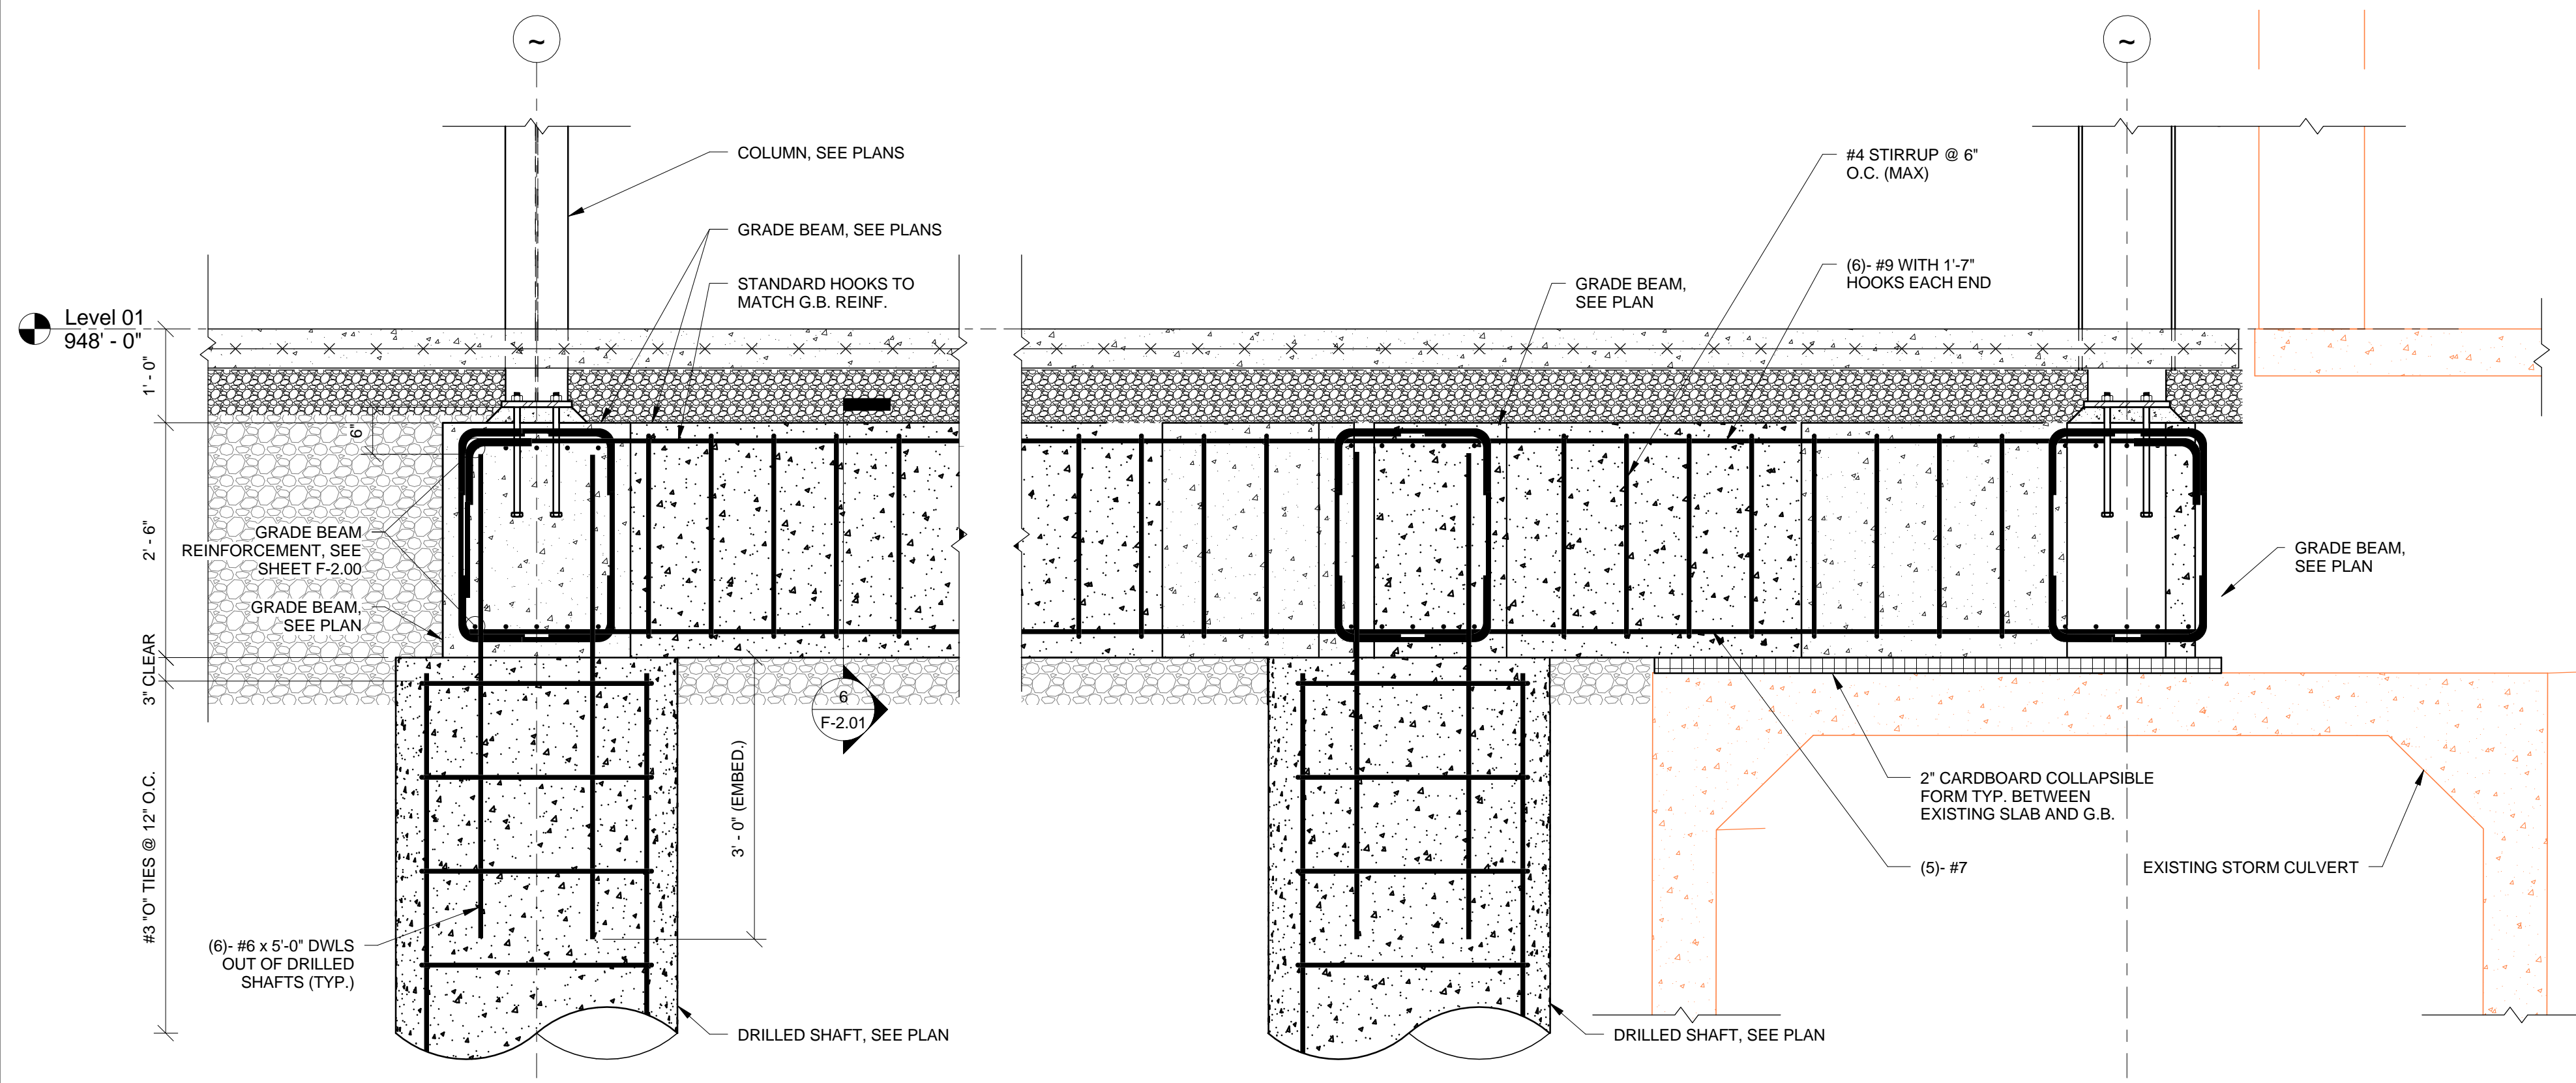 ~
~
COLUMN, SEE PLANS
#4 STIRRUP @ 6"
O.C. (MAX)
GRADE BEAM, SEE PLANS
STANDARD HOOKS TO
MATCH G.B. REINF.
GRADE BEAM,
SEE PLAN
(6)- #9 WITH 1'-7"
HOOKS EACH END
Level 01
948' - 0"
1' - 0"
6"
2' - 6"
GRADE BEAM
REINFORCEMENT, SEE
SHEET F-2.00
GRADE BEAM,
SEE PLAN
GRADE BEAM,
SEE PLAN
3" CLEAR
6
F-2.01
3' - 0" (EMBED.)
#3 "O" TIES @ 12" O.C.
2" CARDBOARD COLLAPSIBLE
FORM TYP. BETWEEN
EXISTING SLAB AND G.B.
(5)- #7
EXISTING STORM CULVERT
(6)- #6 x 5'-0" DWLS
OUT OF DRILLED
SHAFTS (TYP.)
DRILLED SHAFT, SEE PLAN
DRILLED SHAFT, SEE PLAN